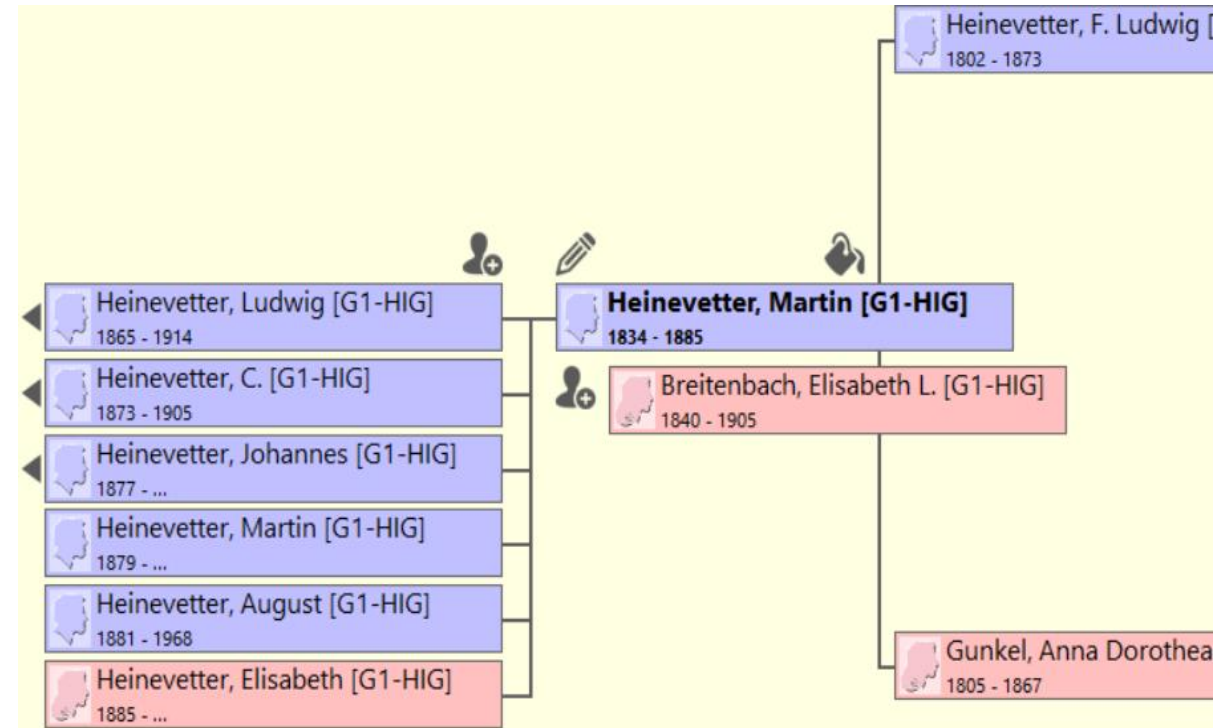 Heinevetter, F. Ludwig [
1802 - 1873
Heinevetter, Ludwig [G1-HIG]
1865 - 1914
Heinevetter, C. [G1-HIG]
1873 - 1905
Heinevetter, Johannes [G1-HIG]
1877 - ...
Heinevetter, Martin [G1-HIG]
1879 - ...
Heinevetter, August [G1-HIG]
1881 - 1968
Heinevetter, Elisabeth [G1-HIG]
1885 - ...
Heinevetter, Martin [G1-HIG]
1834 - 1885
Breitenbach, Elisabeth L. [G1-HIG]
1840 - 1905
Gunkel, Anna Dorothea
1805 - 1867